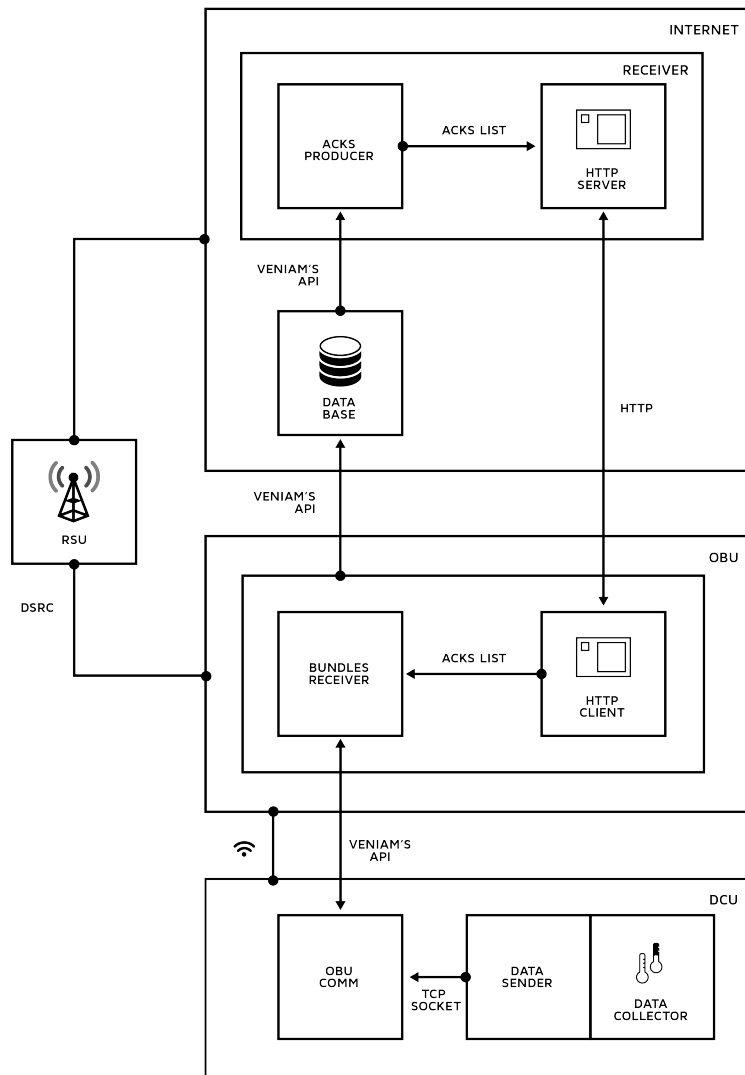 INTERNET
RECEIVER
ACKS
PRODUCER
ACKS LIST
HTTP
SERVER
VENIAM'S
API
DATA
BASE
HTTP
VENIAM'S
API
RSU
DSRC
OBU
BUNDLES
RECEIVER
ACKS LIST
HTTP
CLIENT
VENIAM'S
API
DCU
OBU
COMM
TCP
SOCKET
DATA
SENDER
DATA
COLLECTOR